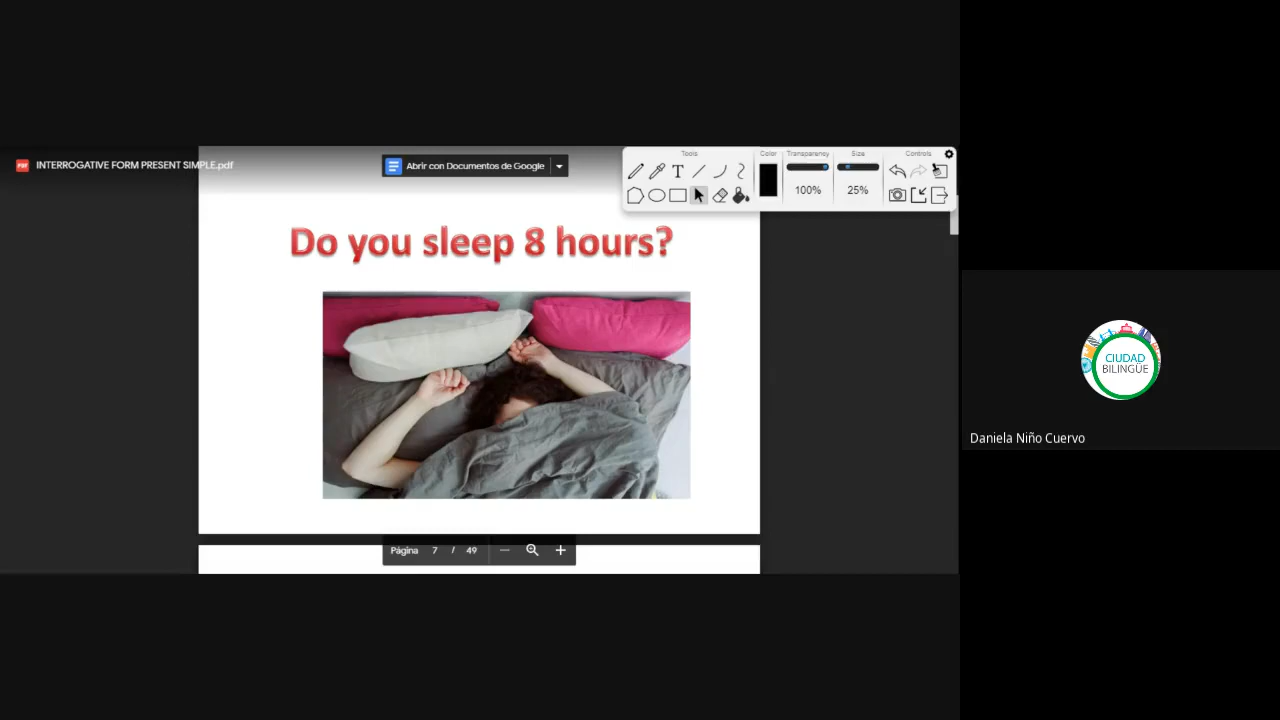 INTERROGATIVE FORM PRESENT SIMPLE.pdf
Abrir con Documentos de Google
Tools
Color
Transparency
Size
Controls
T
100%
25%
Do you sleep 8 hours?
Página 7 / 49
CIUDAD
BILINGÜE
Daniela Niño Cuervo